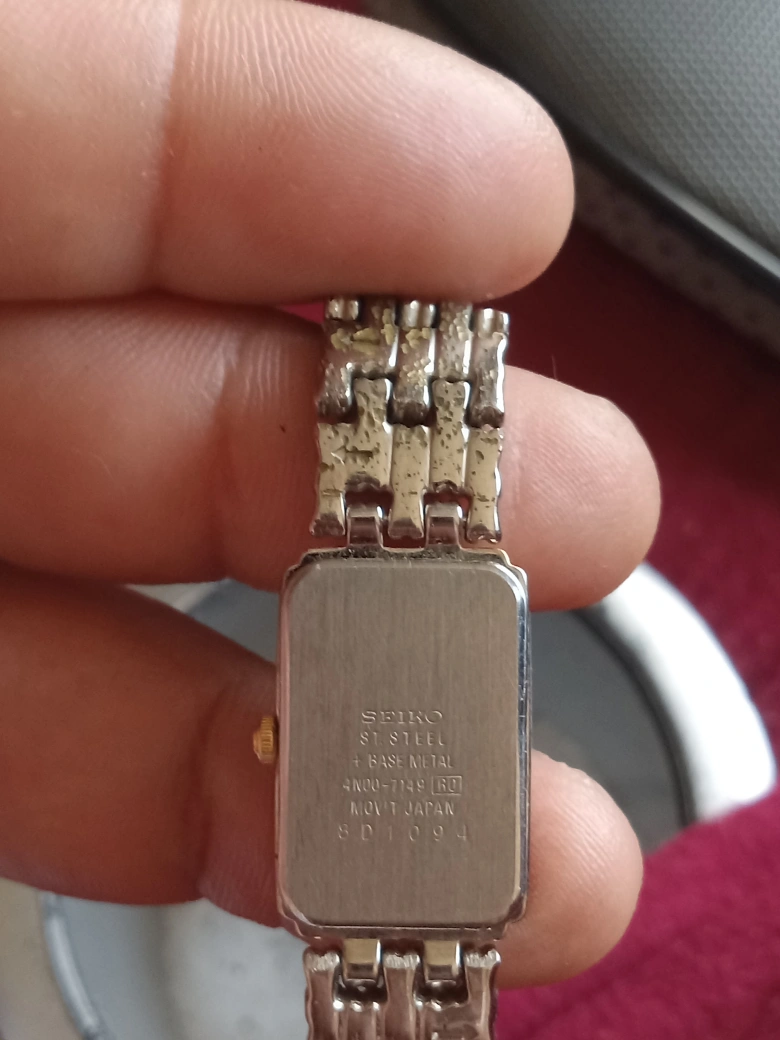 SEIKO
ST. STEEL
+ BASE METAL
4N00-7149 R0
MOV'T JAPAN
8D1094